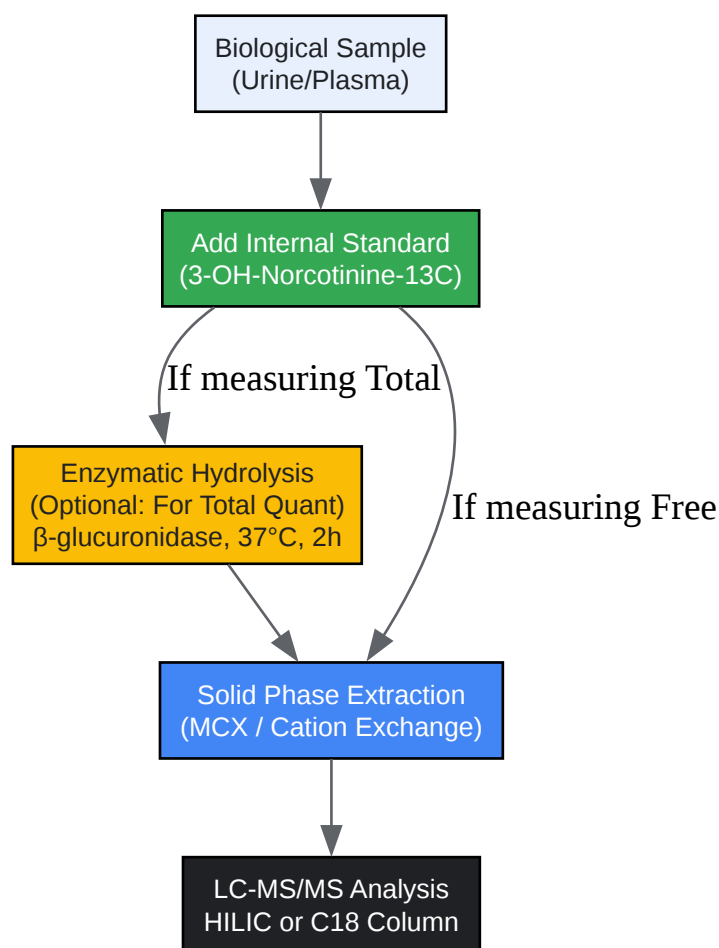 Biological Sample
(Urine/Plasma)
Add Internal Standard
(3-OH-Norcotinine-13C)
If measuring Total
Enzymatic Hydrolysis
(Optional: For Total Quant)
β-glucuronidase, 37°C, 2h
If measuring Free
Solid Phase Extraction
(MCX / Cation Exchange)
LC-MS/MS Analysis
HILIC or C18 Column